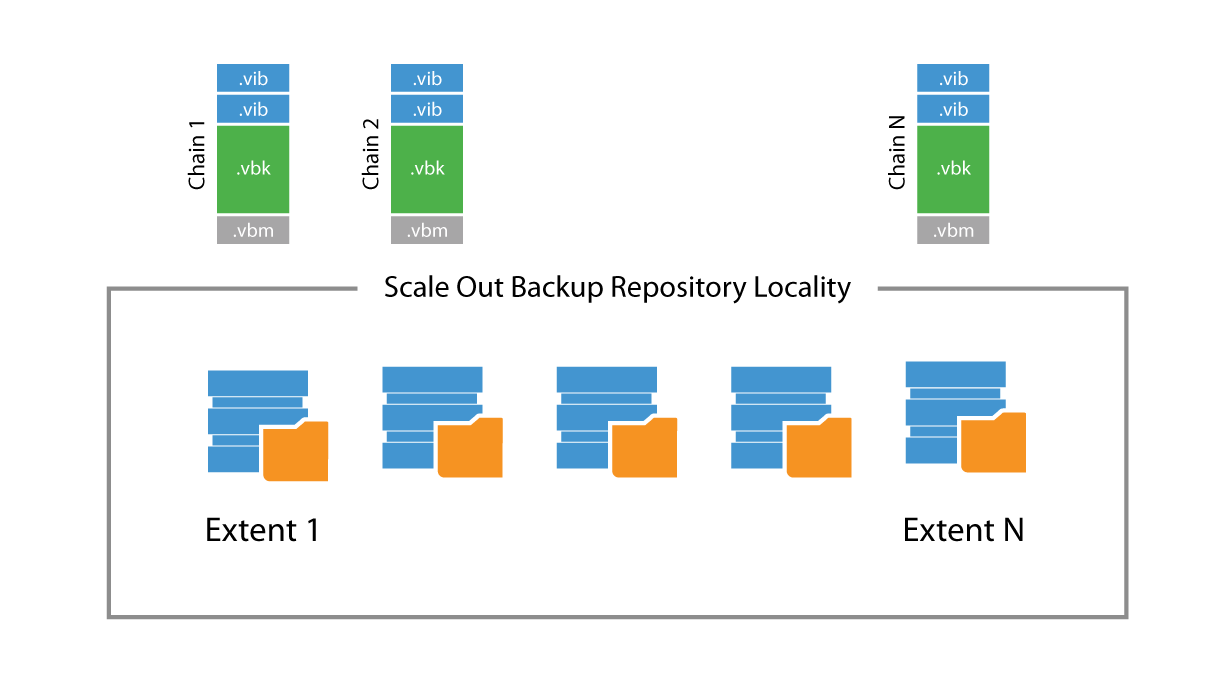 Chain 1
.vib
.vib
.vbk
.vbm
Chain 2
.vib
.vib
.vbk
.vbm
Chain N
.vib
.vib
.vbk
.vbm
Scale Out Backup Repository Locality
Extent 1
Extent N